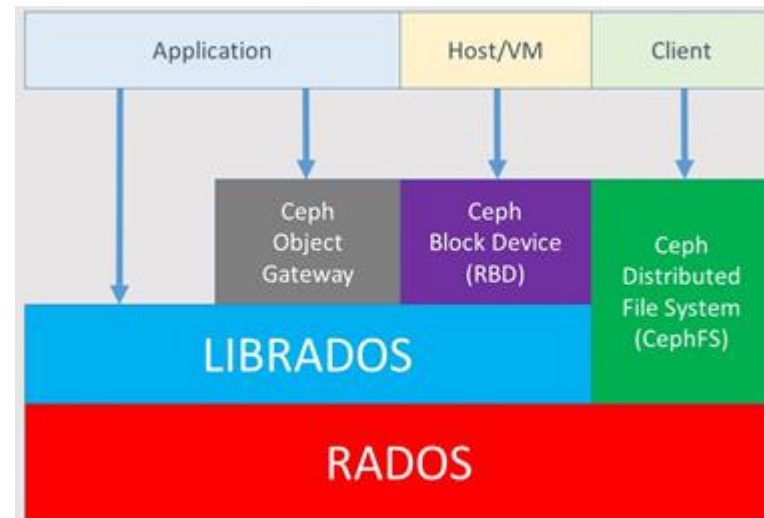 Application
Host/VM
Client
Ceph
Object
Gateway
Ceph
Block Device
(RBD)
Ceph
Distributed
File System
(CephFS)
LIBRADOS
RADOS